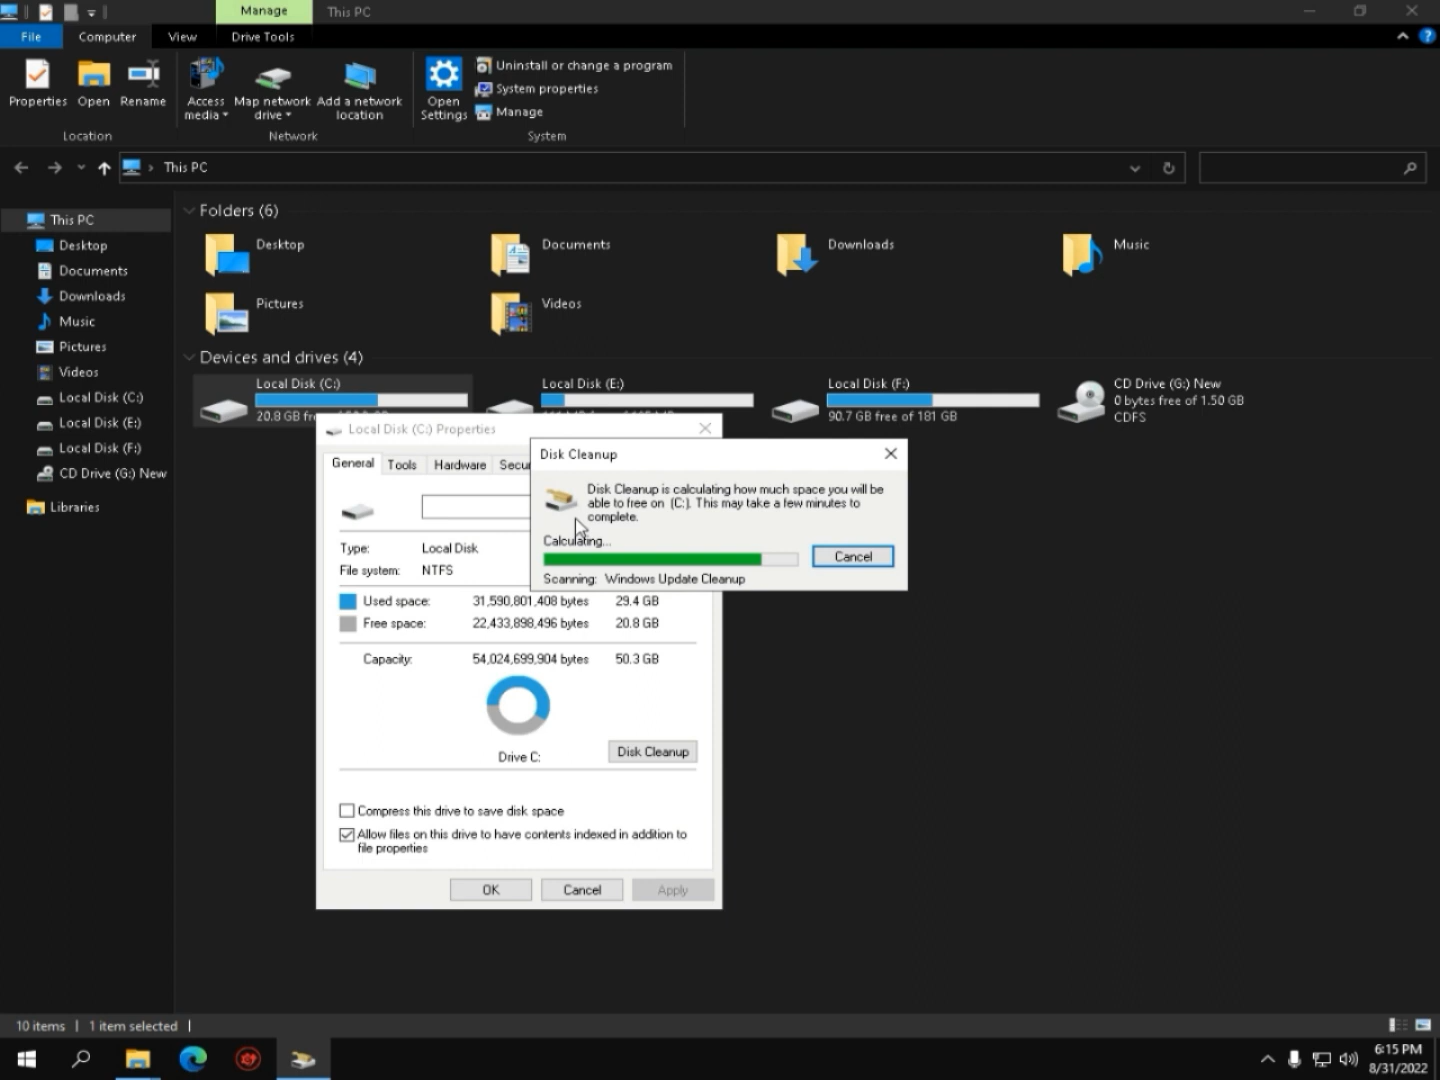 Manage
This PC
File
Computer
View
Drive Tools
Properties
Open
Rename
Access media
Map network drive
Add a network location
Open Settings
Uninstall or change a program
System properties
Manage
Location
Network
System
This PC
This PC
Desktop
Documents
Downloads
Music
Pictures
Videos
Local Disk (C:)
Local Disk (E:)
Local Disk (F:)
CD Drive (G:) New
Libraries
Folders (6)
Desktop
Documents
Downloads
Music
Pictures
Videos
Devices and drives (4)
Local Disk (C:)
20.8 GB
Local Disk (E:)
Local Disk (F:)
90.7 GB free of 181 GB
CD Drive (G:) New
0 bytes free of 1.50 GB
CDFS
Local Disk (C:) Properties
General
Tools
Hardware
Type: Local Disk
File system: NTFS
Used space: 31,590,801,408 bytes 29.4 GB
Free space: 22,433,898,496 bytes 20.8 GB
Capacity: 54,024,699,904 bytes 50.3 GB
Drive C:
Disk Cleanup
Compress this drive to save disk space
Allow files on this drive to have contents indexed in addition to
file properties
OK
Cancel
Apply
Disk Cleanup
Disk Cleanup is calculating how much space you will be
able to free on (C:). This may take a few minutes to
complete.
Calculating...
Cancel
Scanning: Windows Update Cleanup
10 items
1 item selected
6:15 PM
8/31/2022